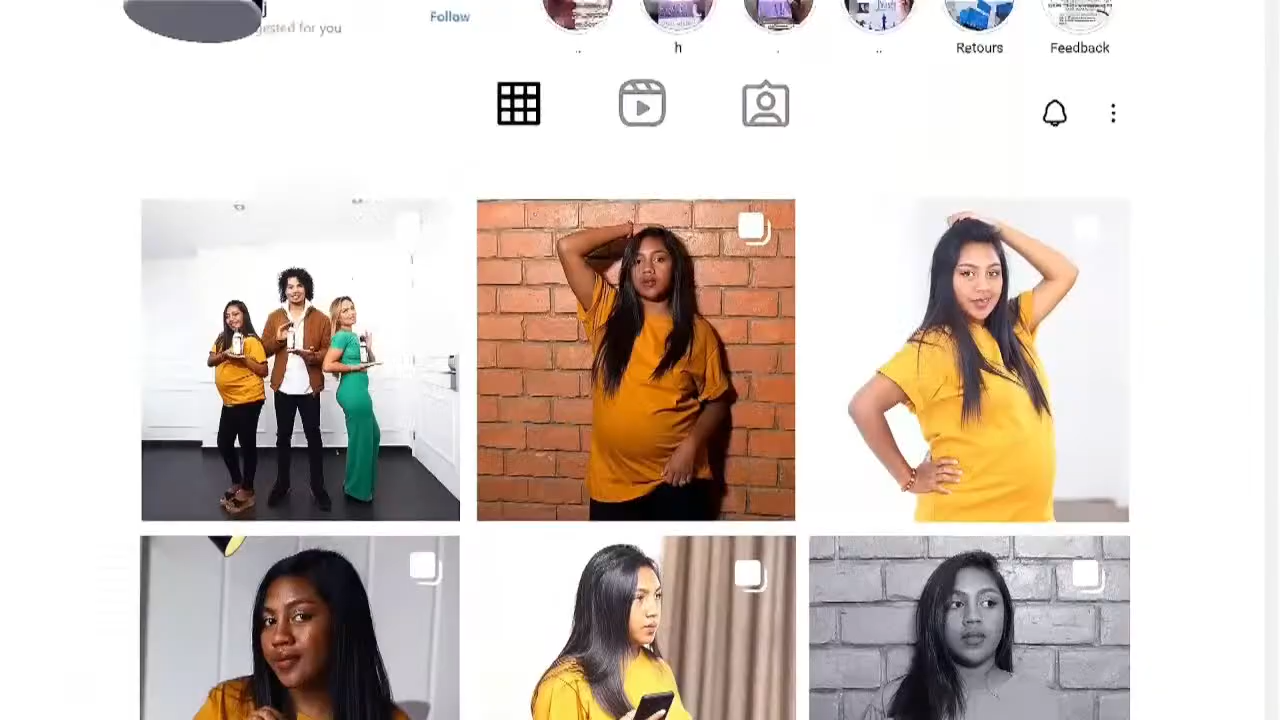 Follow
gested for you
..
h
.
..
Retours
Feedback